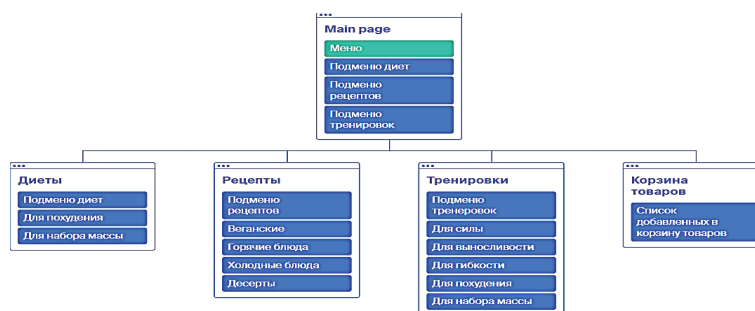 Main page
Меню
Подменю диет
Подменю
рецептов
Подменю
тренировок
Диеты
Подменю диет
Для похудения
Для набора массы
Рецепты
Подменю
рецептов
Веганские
Горячие блюда
Холодные блюда
Десерты
Тренировки
Подменю
тренеровок
Для силы
Для выносливости
Для гибкости
Для похудения
Для набора массы
Корзина
товаров
Список
добавленных в
корзину товаров